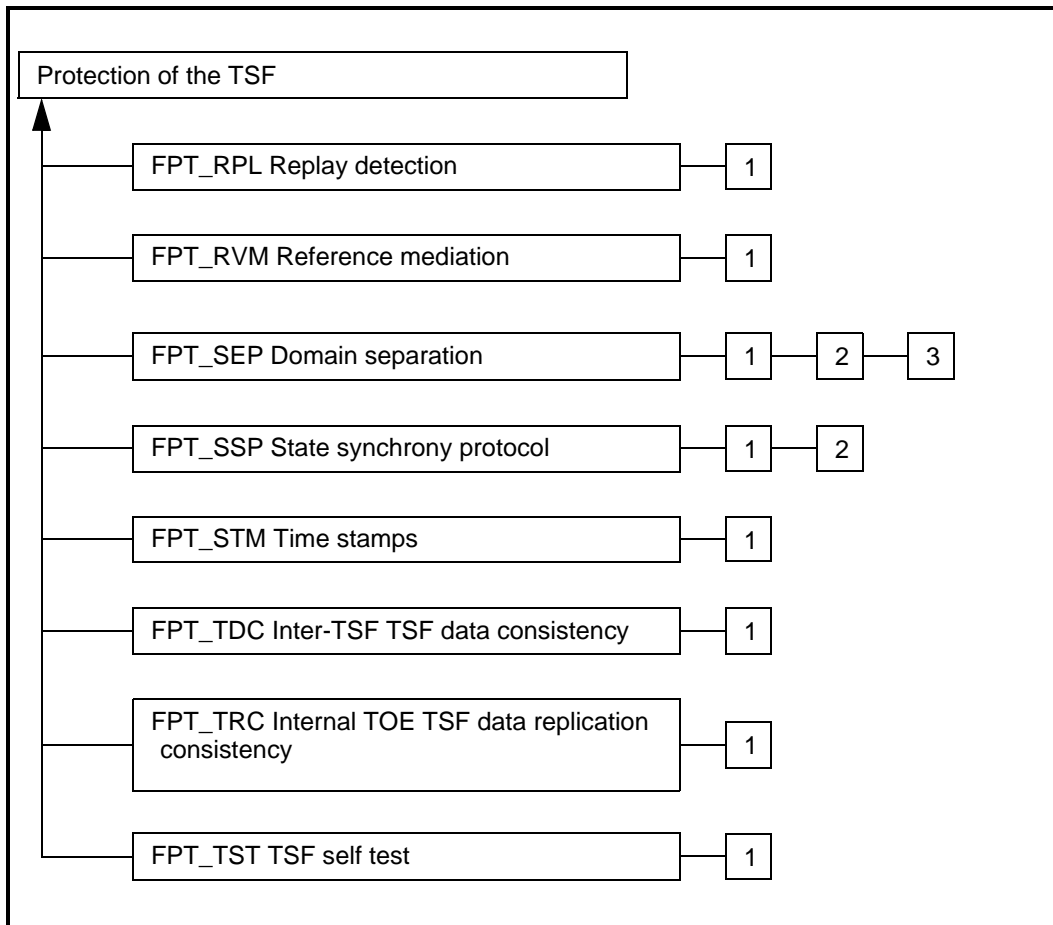 Protection of the TSF
FPT_RPL Replay detection 1
FPT_RVM Reference mediation 1
FPT_SEP Domain separation 1 2 3
FPT_SSP State synchrony protocol 1 2
FPT_STM Time stamps 1
FPT_TDC Inter-TSF TSF data consistency 1
FPT_TRC Internal TOE TSF data replication
consistency 1
FPT_TST TSF self test 1